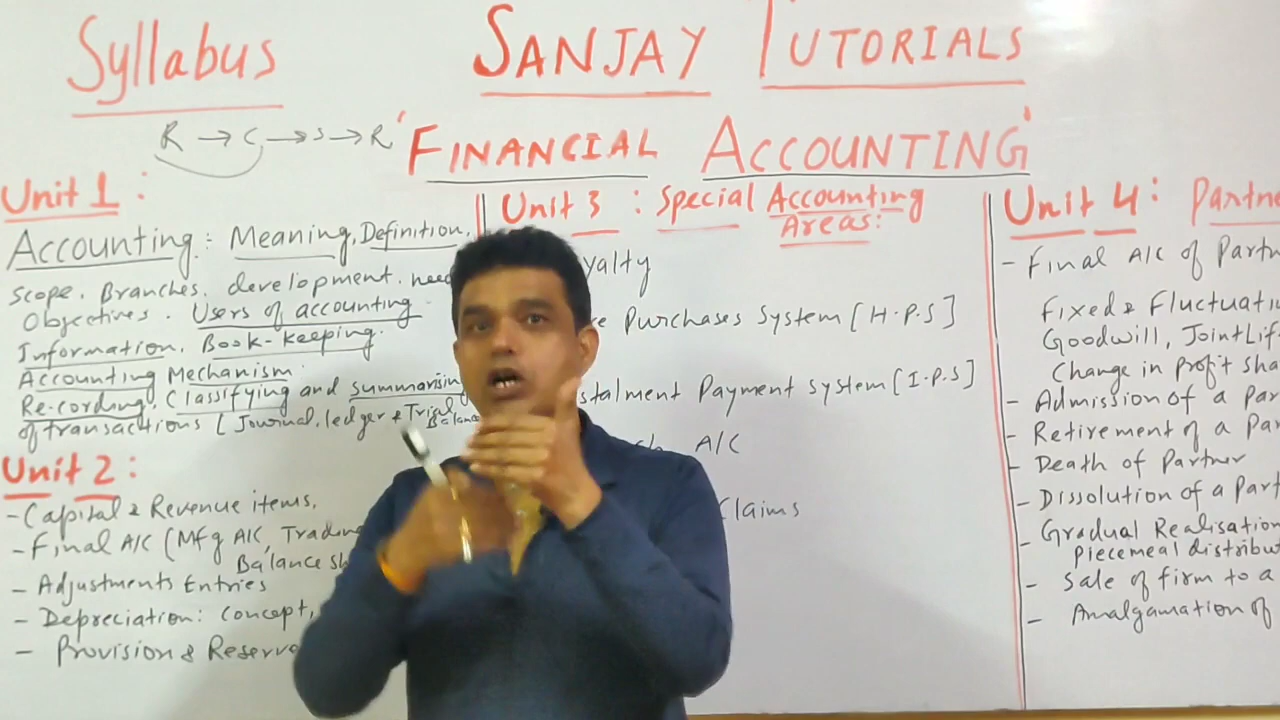 Syllabus
SANJAY TUTORIALS
R → C → S → R
'FINANCIAL ACCOUNTING'
Unit 1 :
Accounting : Meaning, Definition,
Scope. Branches. development. need
Objectives. Users of accounting
Information. Book-keeping.
Accounting Mechanism
Re-cording, Classifying and summarising
of transactions [Journal, ledger & Trial
Balance
Unit 2 :
- Capital & Revenue items.
- Final A/C (Mfg A/C, Trading
Balance Sh
- Adjustments Entries
- Depreciation: Concept,
- Provision & Reserve
Unit 3 : Special Accounting
Areas:
yalty
e Purchases System [H.P.S]
stalment Payment system [I.P.S]
A/C
Claims
Unit 4 : Partne
- Final A/C of Partn
Fixed & Fluctuati
Goodwill, Joint Lif
Change in Profit Sha
- Admission of a Par
- Retirement of a Par
- Death of Partner
- Dissolution of a Part
- Gradual Realisation
Piecemeal distribut
- Sale of firm to a
- Amalgamation of